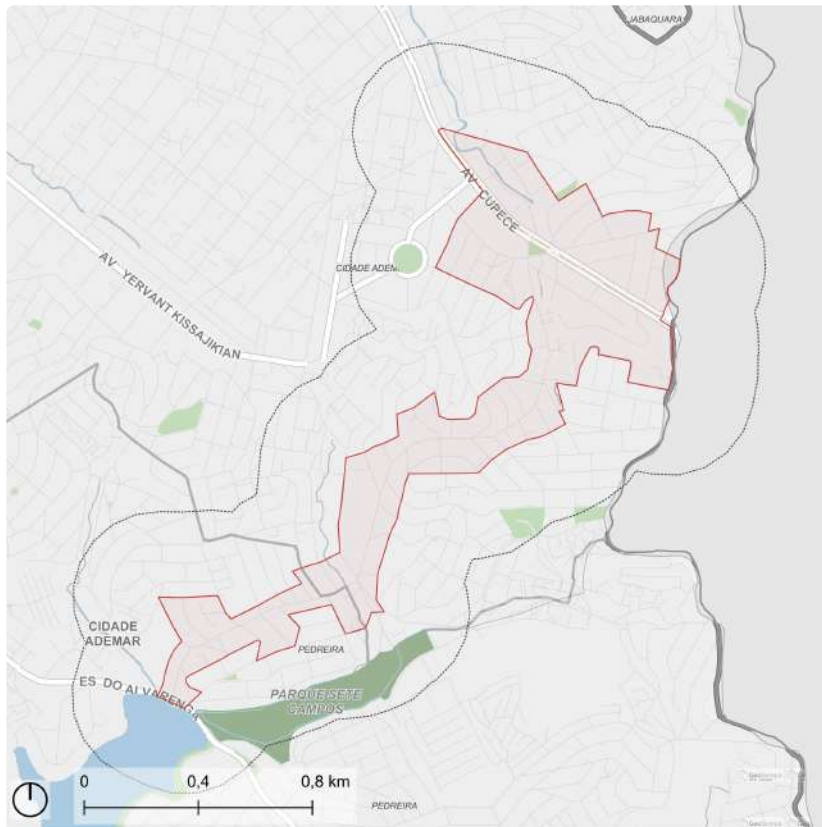 JABAQUARA
AV. CUPECE
CIDADE ADEM
AV. YERVANT KISSAJIKIAN
CIDADE
ADEMAR
PEDREIRA
ES DO ALVARENGA
PARQUE SETE
CAMPOS
0 0,4 0,8 km
PEDREIRA